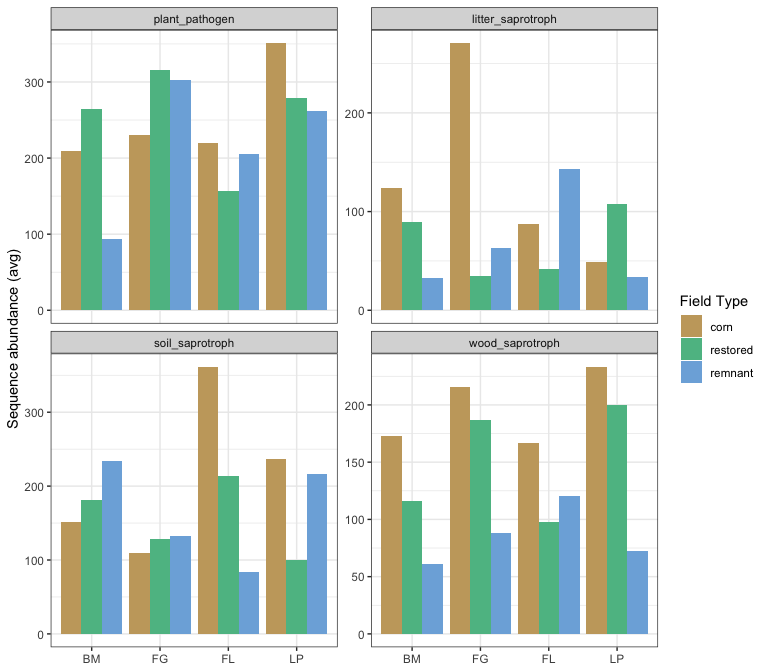 plant_pathogen litter_saprotroph
300
200
100
0
200
100
0
soil_saprotroph wood_saprotroph
300
200
100
0
200
150
100
50
0
BM FG FL LP BM FG FL LP
Sequence abundance (avg)
Field Type
corn
restored
remnant